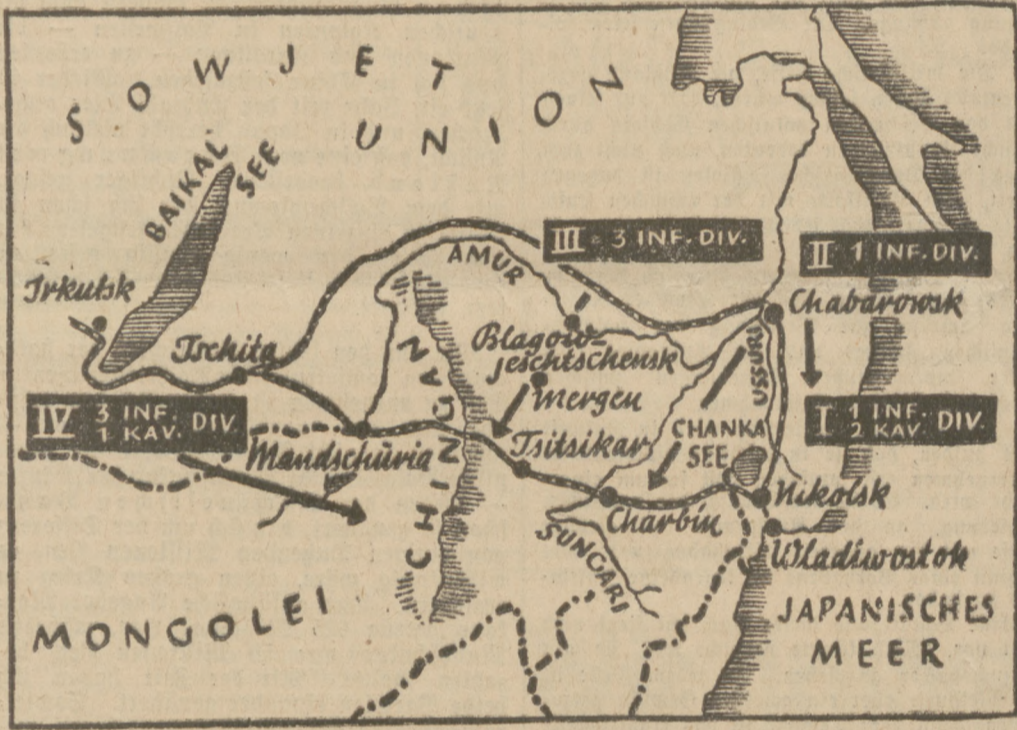 SOWJET
UNION
BAIKAL
SEE
Irkutsk
III 3 INF. DIV.
II 1 INF. DIV.
AMUR
Chabarowsk
Tschita
Blagow-
jeschtschensk
USSURI
Mergen
IV 3 INF. DIV.
1 KAV.
I 1 INF. DIV.
2 KAV.
CHINGAN
Mandschuria
Tsitsikar
CHANKA
SEE
Charbin
Nikolsk
SUNGARI
Wladiwostok
MONGOLEI
JAPANISCHES
MEER